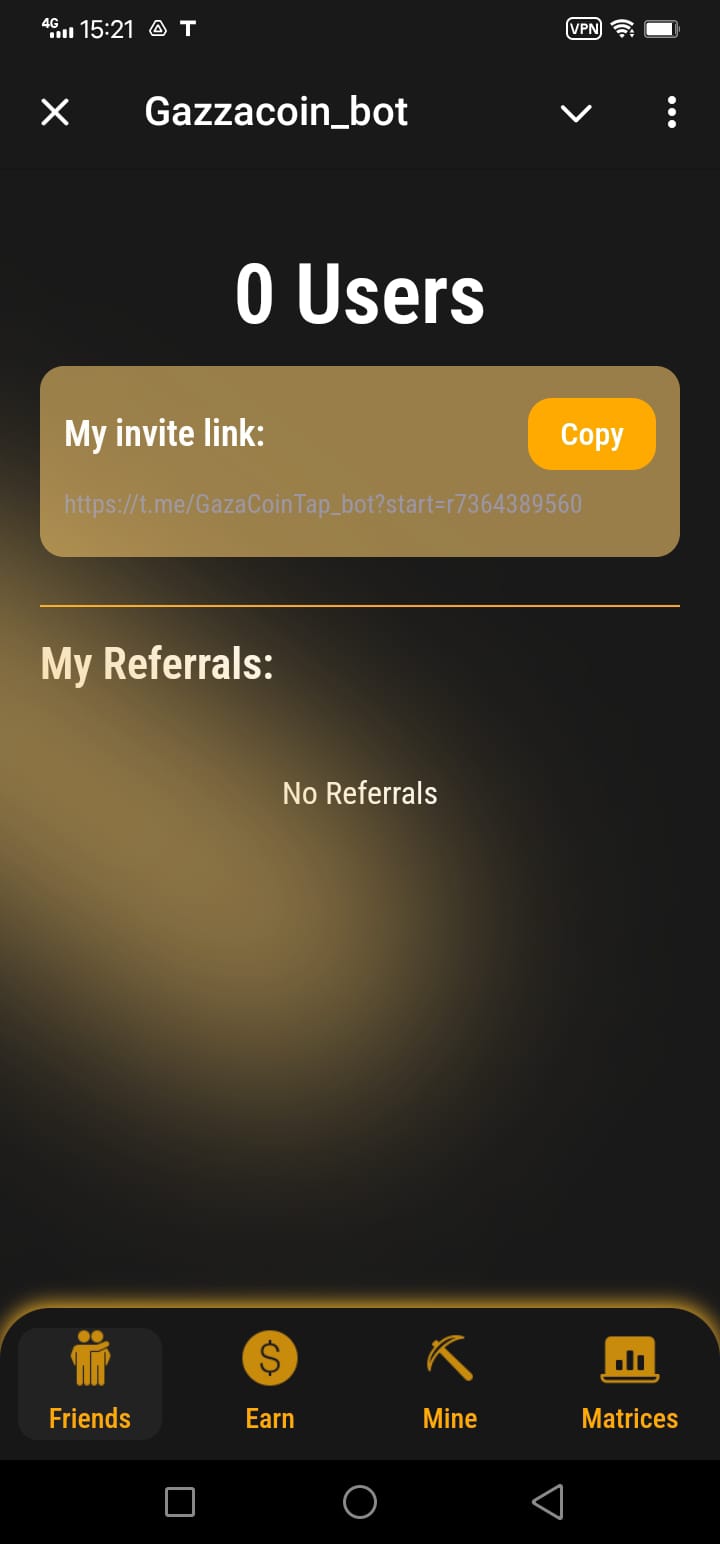 4G 15:21 T VPN
Gazzacoin_bot
0 Users
My invite link:
Copy
https://t.me/GazaCoinTap_bot?start=r7364389560
My Referrals:
No Referrals
Friends Earn Mine Matrices